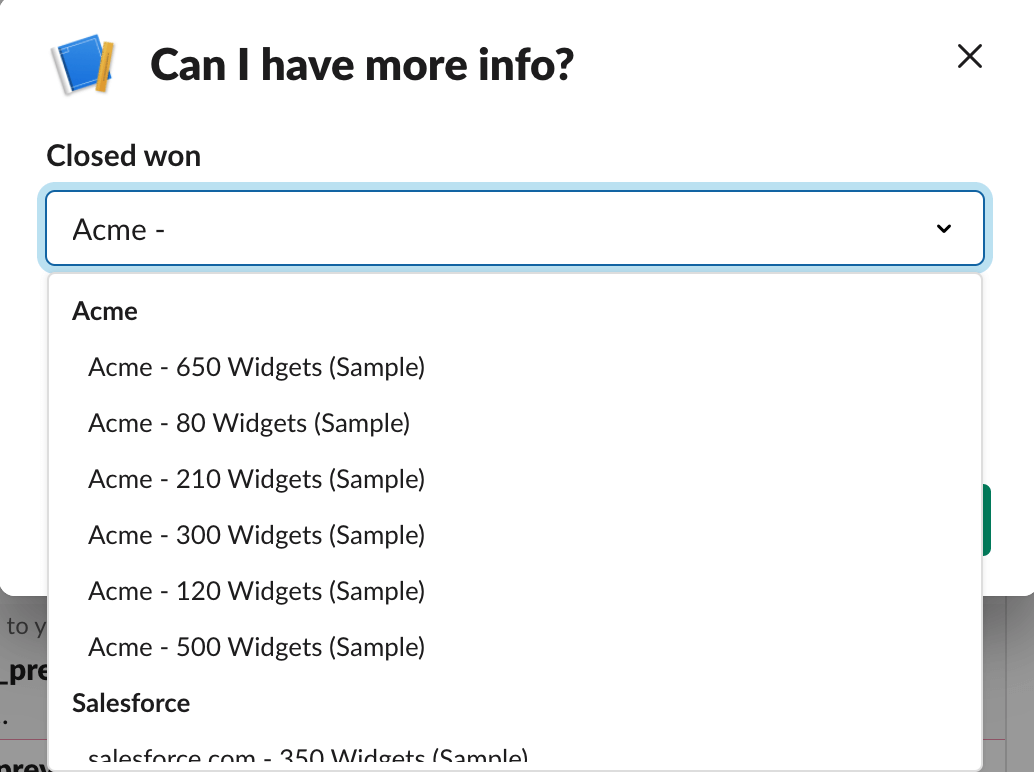 Can I have more info?
Closed won
Acme -
Acme
Acme - 650 Widgets (Sample)
Acme - 80 Widgets (Sample)
Acme - 210 Widgets (Sample)
Acme - 300 Widgets (Sample)
Acme - 120 Widgets (Sample)
Acme - 500 Widgets (Sample)
to y
_pre
Salesforce
.
salesforce.com - 350 Widgets (Sample)
prev